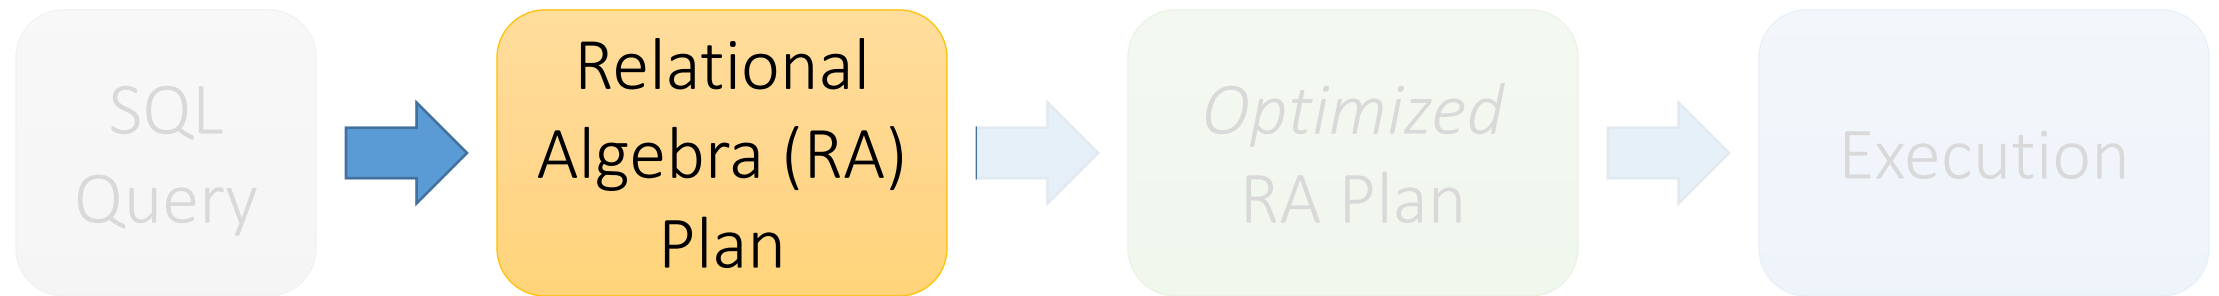 SQL
Query
Relational
Algebra (RA)
Plan
Optimized
RA Plan
Execution